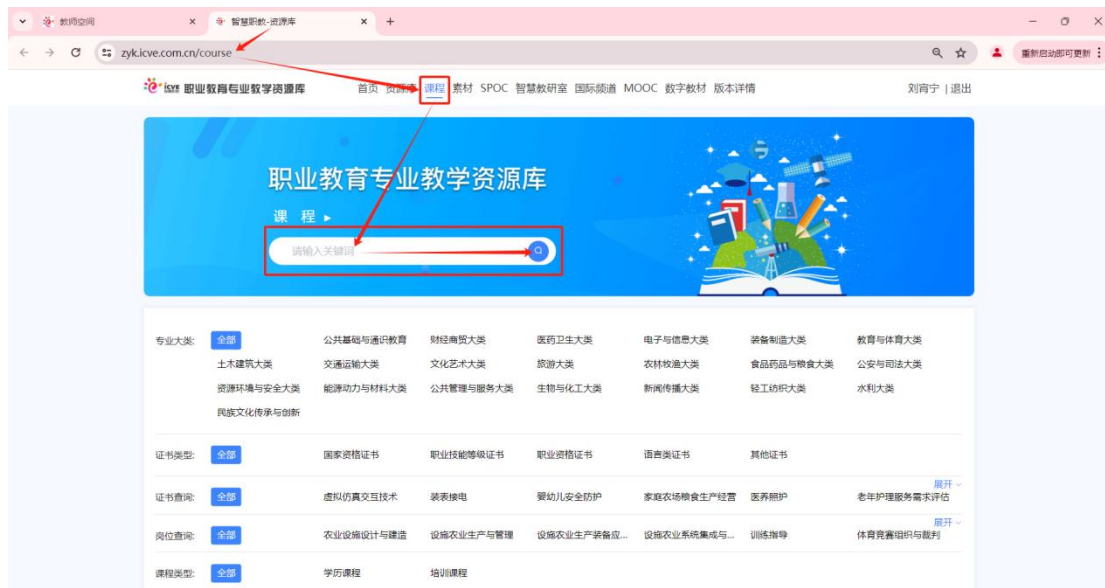 教师空间 智慧职教-资源库
zyk.icve.com.cn/course 重新启动即可更新
icve 职业教育专业教学资源库 首页 资源库 课程 素材 SPOC 智慧教研室 国际频道 MOOC 数字教材 版本详情 刘宵宁 | 退出
职业教育专业教学资源库
课 程
请输入关键词
专业大类: 全部 公共基础与通识教育 财经商贸大类 医药卫生大类 电子与信息大类 装备制造大类 教育与体育大类
土木建筑大类 交通运输大类 文化艺术大类 旅游大类 农林牧渔大类 食品药品与粮食大类 公安与司法大类
资源环境与安全大类 能源动力与材料大类 公共管理与服务大类 生物与化工大类 新闻传播大类 轻工纺织大类 水利大类
民族文化传承与创新
证书类型: 全部 国家资格证书 职业技能等级证书 职业资格证书 语言类证书 其他证书
展开
证书查询: 全部 虚拟仿真交互技术 装表接电 婴幼儿安全防护 家庭农场粮食生产经营 医养照护 老年护理服务需求评估
展开
岗位查询: 全部 农业设施设计与建造 设施农业生产与管理 设施农业生产装备应... 设施农业系统集成与... 训练指导 体育竞赛组织与裁判
课程类型: 全部 学历课程 培训课程